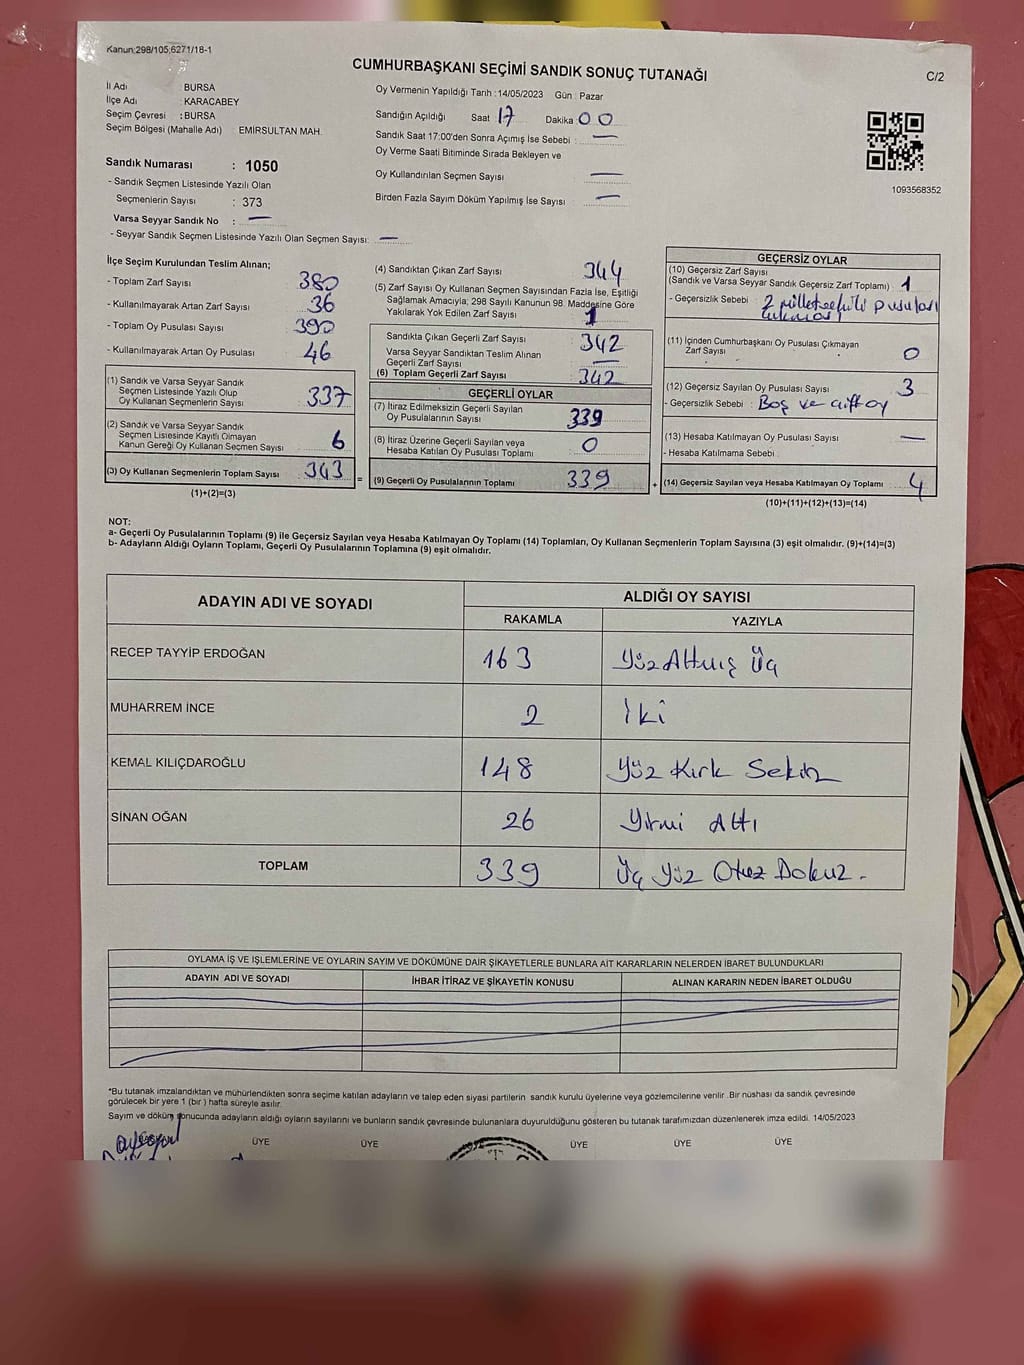 Kanun:298/105,6271/18-1
CUMHURBAŞKANI SEÇİMİ SANDIK SONUÇ TUTANAĞI
C/2
İl Adı : BURSA
İlçe Adı : KARACABEY
Seçim Çevresi : BURSA
Seçim Bölgesi (Mahalle Adı) EMİRSULTAN MAH.
Oy Vermenin Yapıldığı Tarih :14/05/2023 Gün : Pazar
Sandığın Açıldığı Saat 17 Dakika 00
Sandık Saat 17:00'den Sonra Açımış İse Sebebi : —
Oy Verme Saati Bitiminde Sırada Bekleyen ve
Oy Kullandırılan Seçmen Sayısı —
Birden Fazla Sayım Döküm Yapılmış İse Sayısı —
1093568352
Sandık Numarası : 1050
- Sandık Seçmen Listesinde Yazılı Olan
Seçmenlerin Sayısı : 373
Varsa Seyyar Sandık No : —
- Seyyar Sandık Seçmen Listesinde Yazılı Olan Seçmen Sayısı: —
İlçe Seçim Kurulundan Teslim Alınan;
- Toplam Zarf Sayısı 380
- Kullanılmayarak Artan Zarf Sayısı 36
- Toplam Oy Pusulası Sayısı 390
- Kullanılmayarak Artan Oy Pusulası 46
(1) Sandık ve Varsa Seyyar Sandık
Seçmen Listesinde Yazılı Olup
Oy Kullanan Seçmenlerin Sayısı 337
(2) Sandık ve Varsa Seyyar Sandık
Seçmen Listesinde Kayıtlı Olmayan
Kanun Gereği Oy Kullanan Seçmen Sayısı 6
(3) Oy Kullanan Seçmenlerin Toplam Sayısı 343
(1)+(2)=(3)
=
(4) Sandıktan Çıkan Zarf Sayısı 344
(5) Zarf Sayısı Oy Kullanan Seçmen Sayısından Fazla İse, Eşitliği
Sağlamak Amacıyla; 298 Sayılı Kanunun 98. Maddesine Göre
Yakılarak Yok Edilen Zarf Sayısı 1
Sandıkta Çıkan Geçerli Zarf Sayısı 342
Varsa Seyyar Sandıktan Teslim Alınan
Geçerli Zarf Sayısı —
(6) Toplam Geçerli Zarf Sayısı 342
GEÇERLİ OYLAR
(7) İtiraz Edilmeksizin Geçerli Sayılan
Oy Pusulalarının Sayısı 339
(8) İtiraz Üzerine Geçerli Sayılan veya
Hesaba Katılan Oy Pusulası Toplamı 0
(9) Geçerli Oy Pusulalarının Toplamı 339
+
GEÇERSİZ OYLAR
(10) Geçersiz Zarf Sayısı
(Sandık ve Varsa Seyyar Sandık Geçersiz Zarf Toplamı) : 1
- Geçersizlik Sebebi : 2 milletvekili pusulası
(11) İçinden Cumhurbaşkanı Oy Pusulası Çıkmayan
Zarf Sayısı 0
(12) Geçersiz Sayılan Oy Pusulası Sayısı 3
- Geçersizlik Sebebi : Boş ve çift oy
(13) Hesaba Katılmayan Oy Pusulası Sayısı —
- Hesaba Katılmama Sebebi
(14) Geçersiz Sayılan veya Hesaba Katılmayan Oy Toplamı 4
(10)+(11)+(12)+(13)=(14)
NOT:
a- Geçerli Oy Pusulalarının Toplamı (9) ile Geçersiz Sayılan veya Hesaba Katılmayan Oy Toplamı (14) Toplamları, Oy Kullanan Seçmenlerin Toplam Sayısına (3) eşit olmalıdır. (9)+(14)=(3)
b- Adayların Aldığı Oyların Toplamı, Geçerli Oy Pusulalarının Toplamına (9) eşit olmalıdır.
ADAYIN ADI VE SOYADI ALDIĞI OY SAYISI
RAKAMLA YAZIYLA
RECEP TAYYİP ERDOĞAN 163 Yüz Altmış Üç
MUHARREM İNCE 2 İki
KEMAL KILIÇDAROĞLU 148 Yüz Kırk Sekiz
SİNAN OĞAN 26 Yirmi Altı
TOPLAM 339 Üç Yüz Otuz Dokuz.
OYLAMA İŞ VE İŞLEMLERİNE VE OYLARIN SAYIM VE DÖKÜMÜNE DAİR ŞİKAYETLERLE BUNLARA AİT KARARLARIN NELERDEN İBARET BULUNDUKLARI
ADAYIN ADI VE SOYADI İHBAR İTİRAZ VE ŞİKAYETİN KONUSU ALINAN KARARIN NEDEN İBARET OLDUĞU
*Bu tutanak imzalandıktan ve mühürlendikten sonra seçime katılan adayların ve talep eden siyasi partilerin sandık kurulu üyelerine veya gözlemcilerine verilir .Bir nüshası da sandık çevresinde
görülecek bir yere 1 (bir ) hafta süreyle asılır.
Sayım ve döküm sonucunda adayların aldığı oyların sayılarını ve bunların sandık çevresinde bulunanlara duyurulduğunu gösteren bu tutanak tarafımızdan düzenlenerek imza edildi. 14/05/2023
ÜYE ÜYE ÜYE ÜYE ÜYE